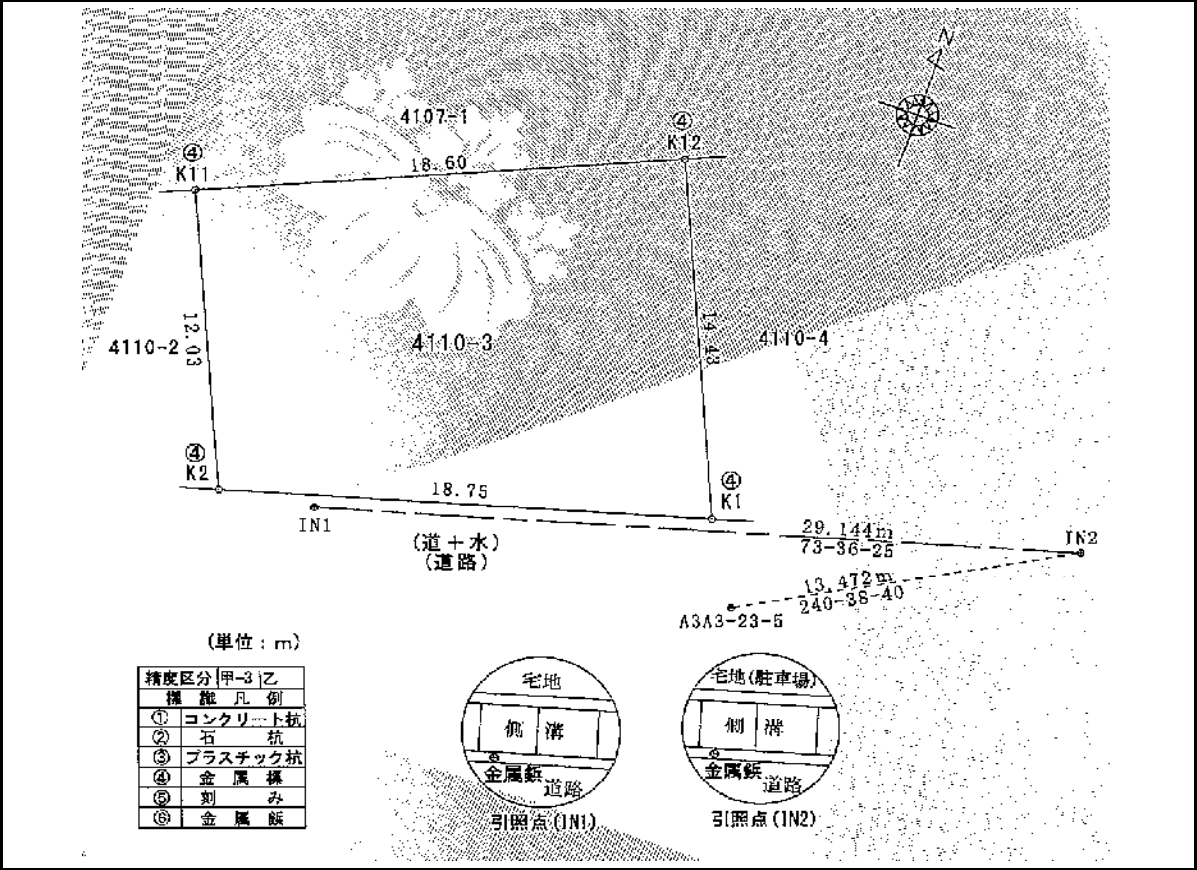 N
4107-1
④
K12
④
K11
18.60
12.03
14.43
4110-2
4110-3
4110-4
④
K2
18.75
④
K1
IN1
(道+水)
(道路)
29.144m
73-36-25
IN2
13.472m
240-38-40
A3A3-23-5
(単位:m)
精度区分 甲-3 乙
標識凡例
① コンクリート杭
② 石杭
③ プラスチック杭
④ 金属標
⑤ 刻み
⑥ 金属鋲
宅地
側溝
金属鋲
道路
引照点(IN1)
宅地(駐車場)
側溝
金属鋲
道路
引照点(IN2)